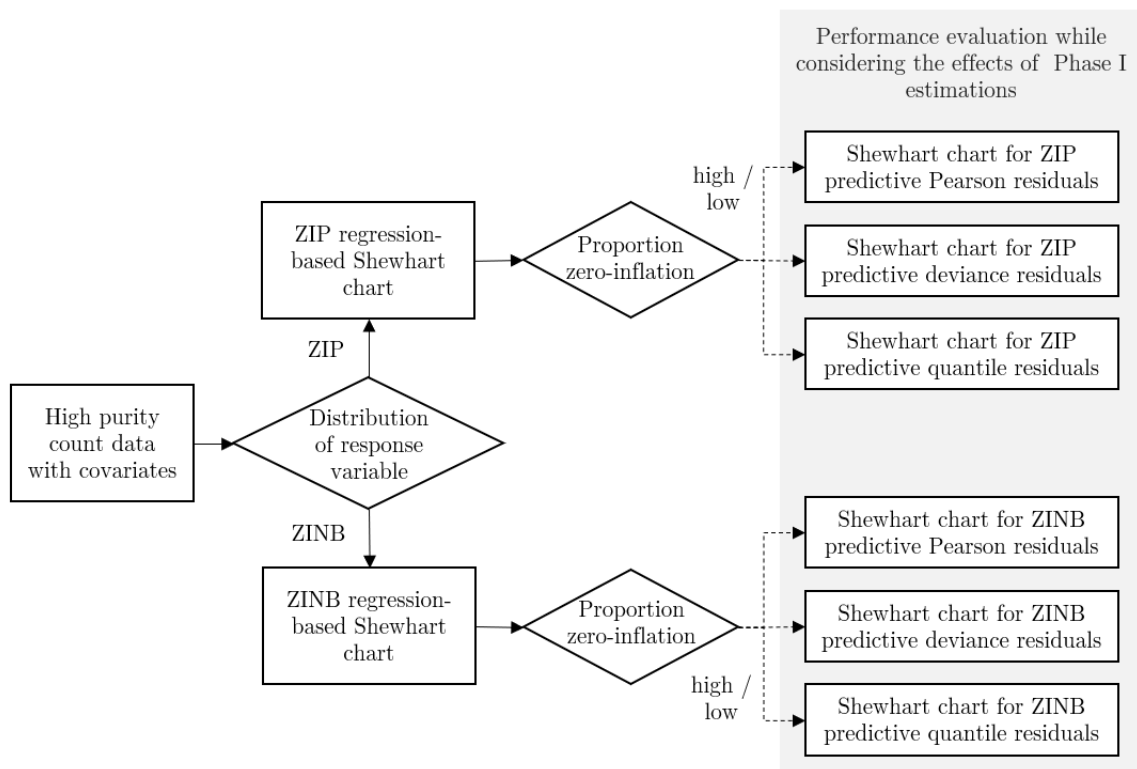 Performance evaluation while
considering the effects of Phase I
estimations
Shewhart chart for ZIP
predictive Pearson residuals
high /
low
ZIP regression-
based Shewhart
chart
Proportion
zero-inflation
Shewhart chart for ZIP
predictive deviance residuals
Shewhart chart for ZIP
predictive quantile residuals
ZIP
High purity
count data
with covariates
Distribution
of response
variable
ZINB
Shewhart chart for ZINB
predictive Pearson residuals
ZINB regression-
based Shewhart
chart
Proportion
zero-inflation
Shewhart chart for ZINB
predictive deviance residuals
high /
low
Shewhart chart for ZINB
predictive quantile residuals